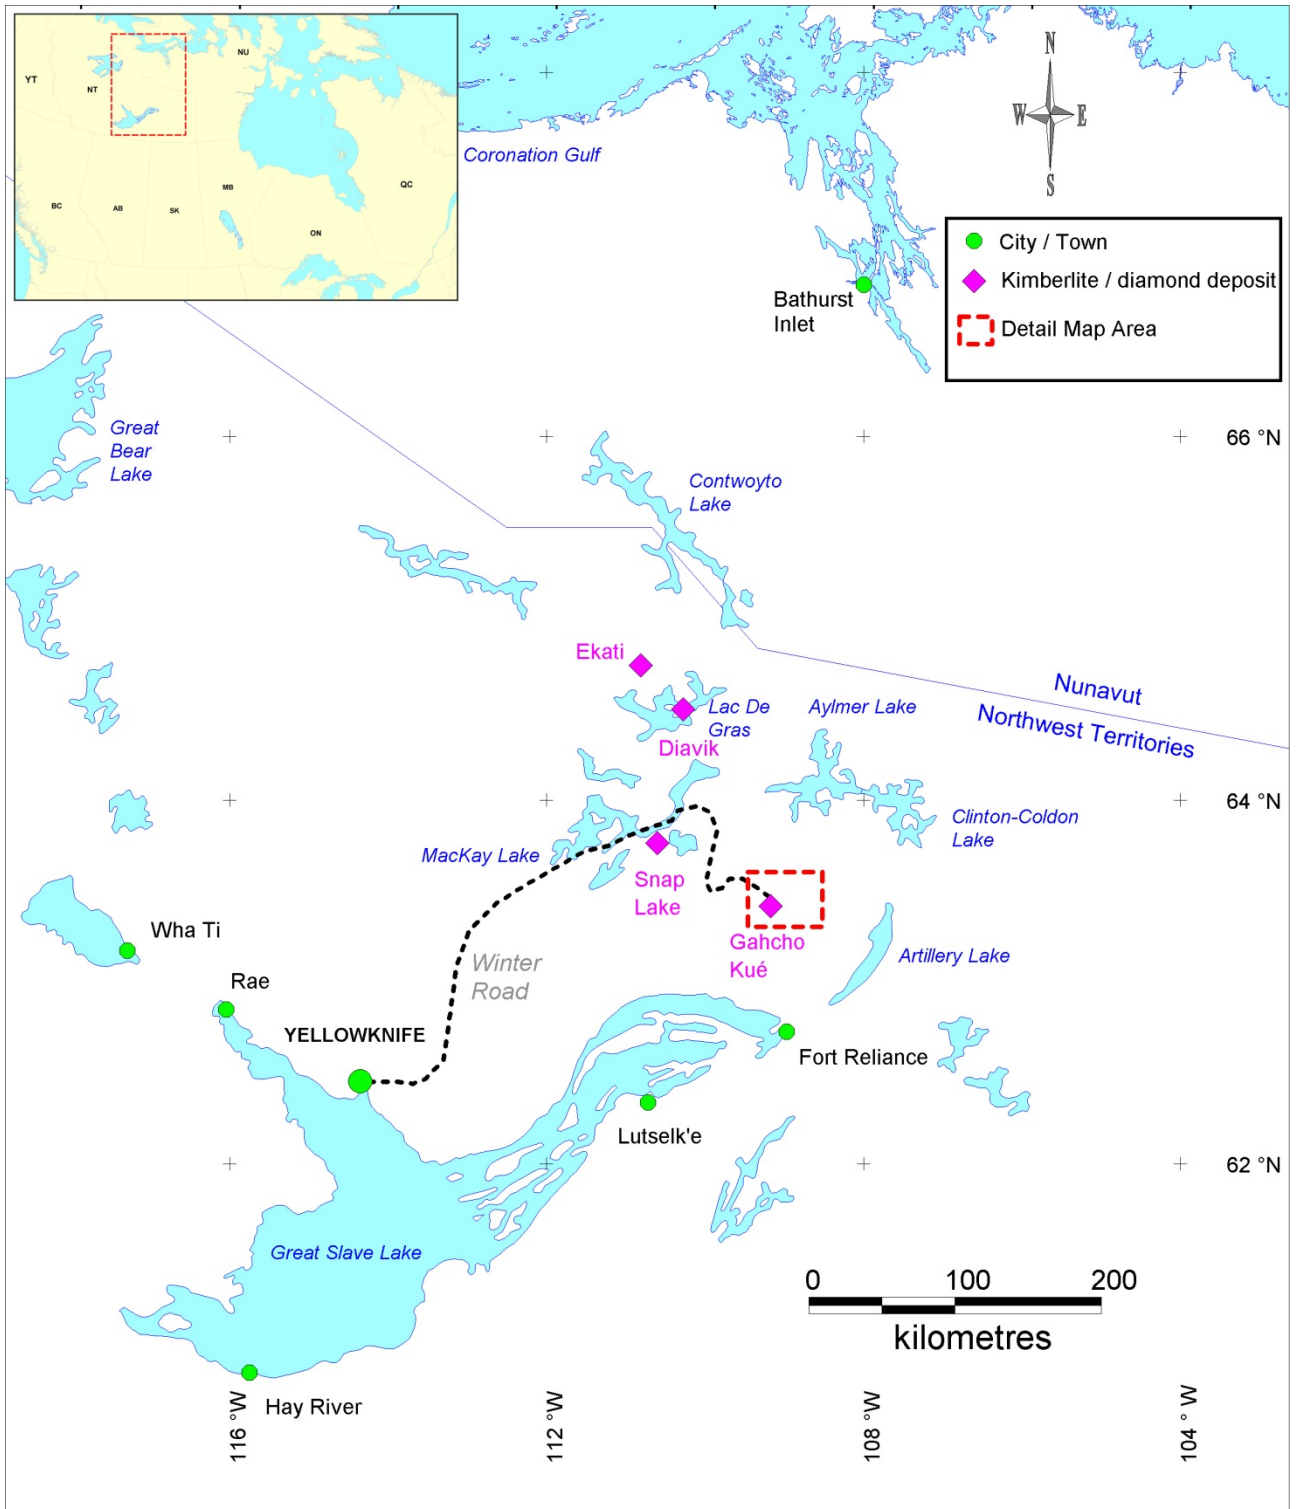 YT
NT
NU
BC
AB
SK
MB
ON
QC
Coronation Gulf
N
W
E
S
City / Town
Kimberlite / diamond deposit
Detail Map Area
Bathurst
Inlet
Great
Bear
Lake
66 °N
Contwoyto
Lake
Ekati
Nunavut
Northwest Territories
Lac De
Gras
Aylmer Lake
Diavik
64 °N
Clinton-Coldon
Lake
MacKay Lake
Snap
Lake
Wha Ti
Gahcho
Kué
Artillery Lake
Winter
Road
Rae
YELLOWKNIFE
Fort Reliance
Lutselk'e
62 °N
Great Slave Lake
0 100 200
kilometres
Hay River
116 °W
112 °W
108 °W
104 ° W